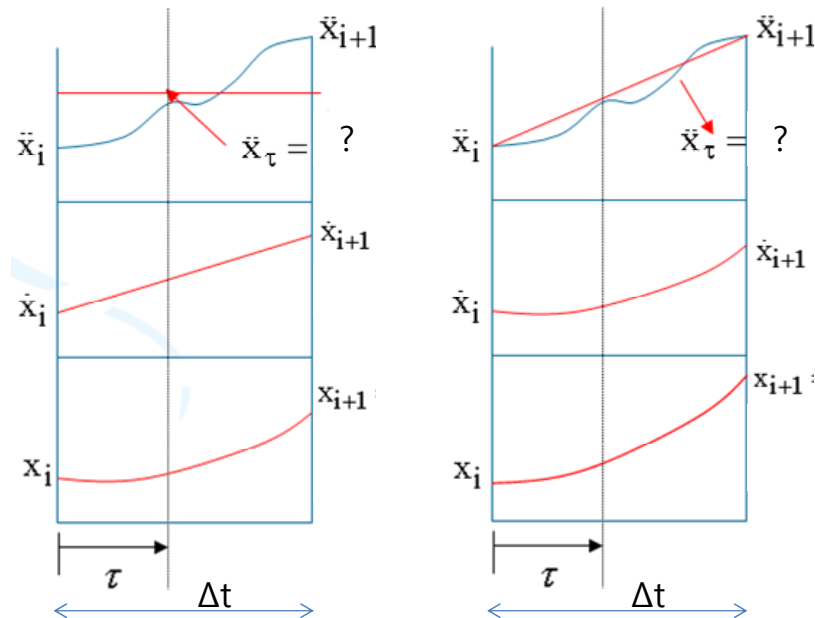 ẍᵢ₊₁
ẍᵢ
ẍτ = ?
ẋᵢ₊₁
ẋᵢ
xᵢ₊₁ =
xᵢ
τ
Δt
ẍᵢ₊₁
ẍᵢ
ẍτ = ?
ẋᵢ₊₁
ẋᵢ
xᵢ₊₁ =
xᵢ
τ
Δt